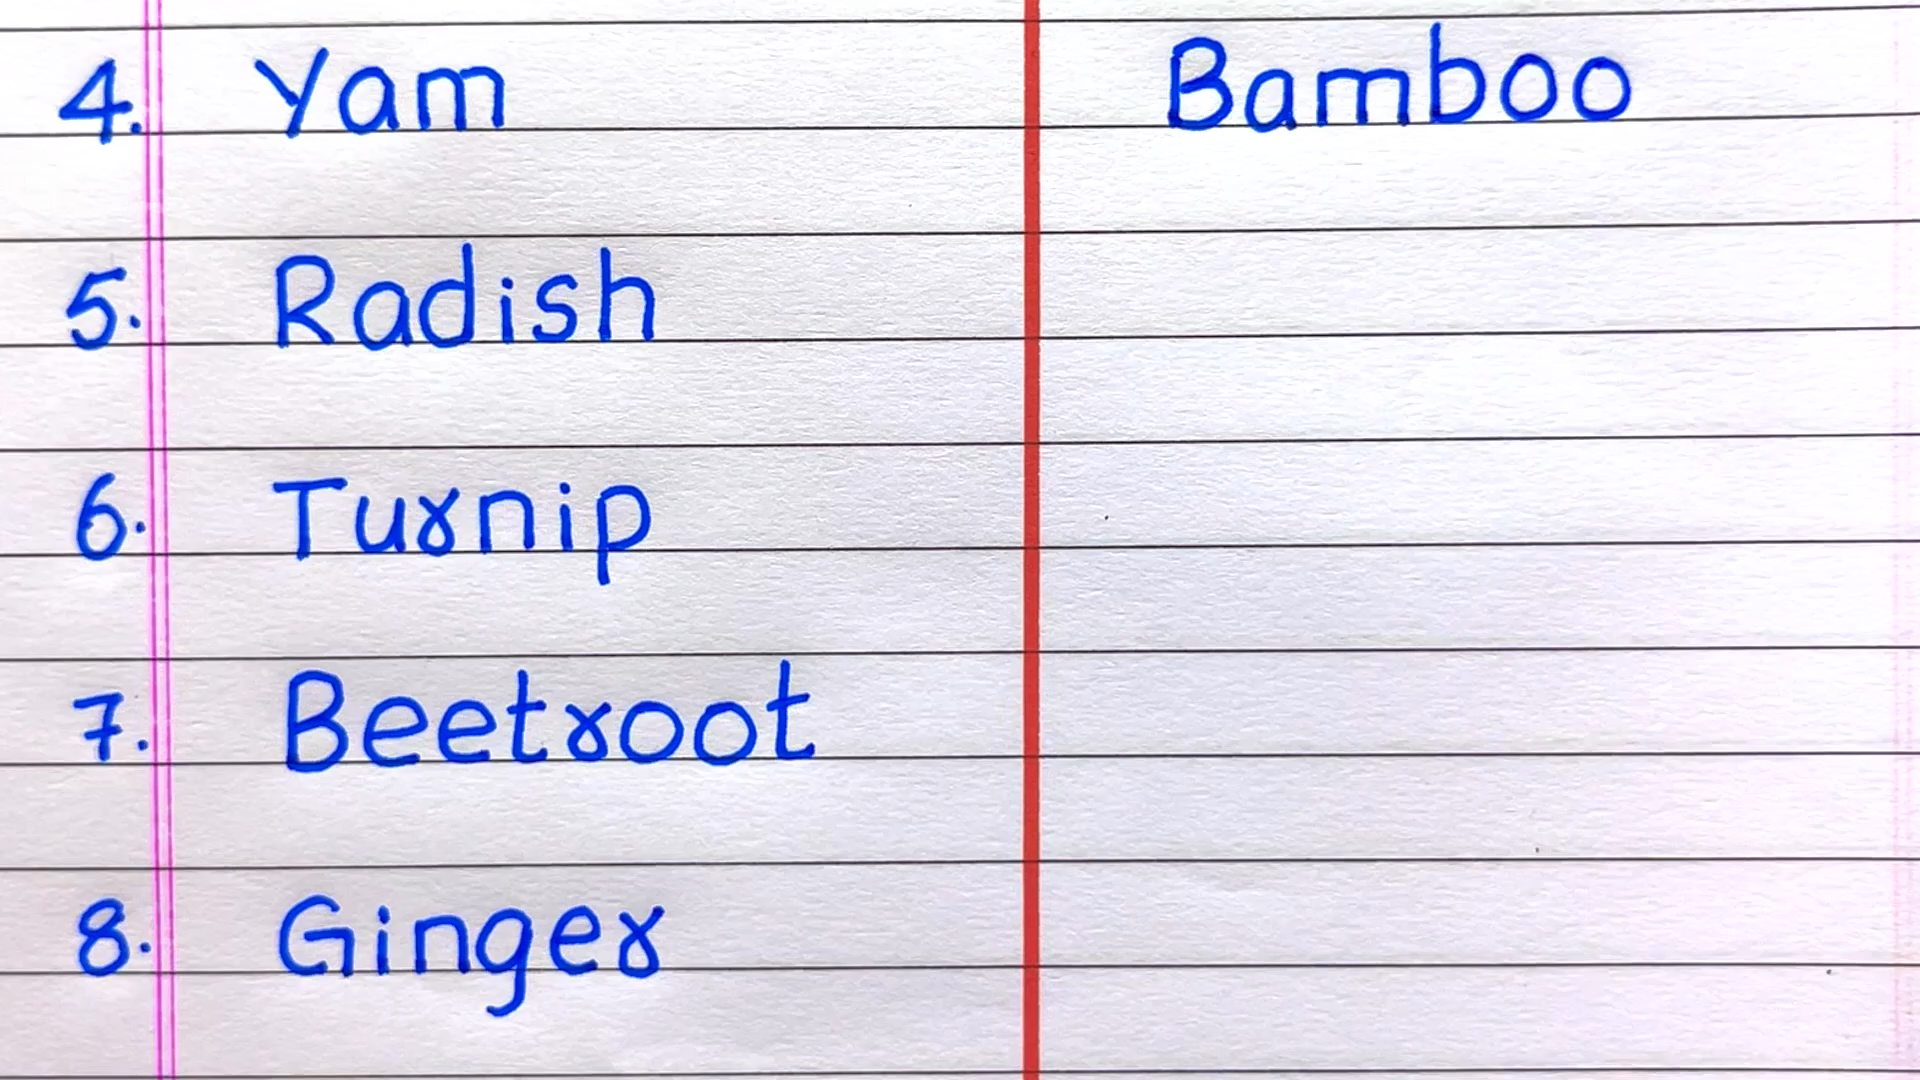 4. Yam Bamboo
5. Radish
6. Turnip
7. Beetroot
8. Ginger